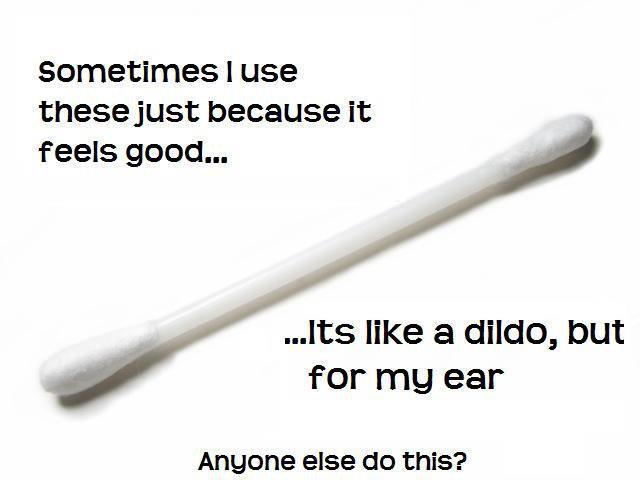 Sometimes I use
these just because it
feels good...
...Its like a dildo, but
for my ear
Anyone else do this?